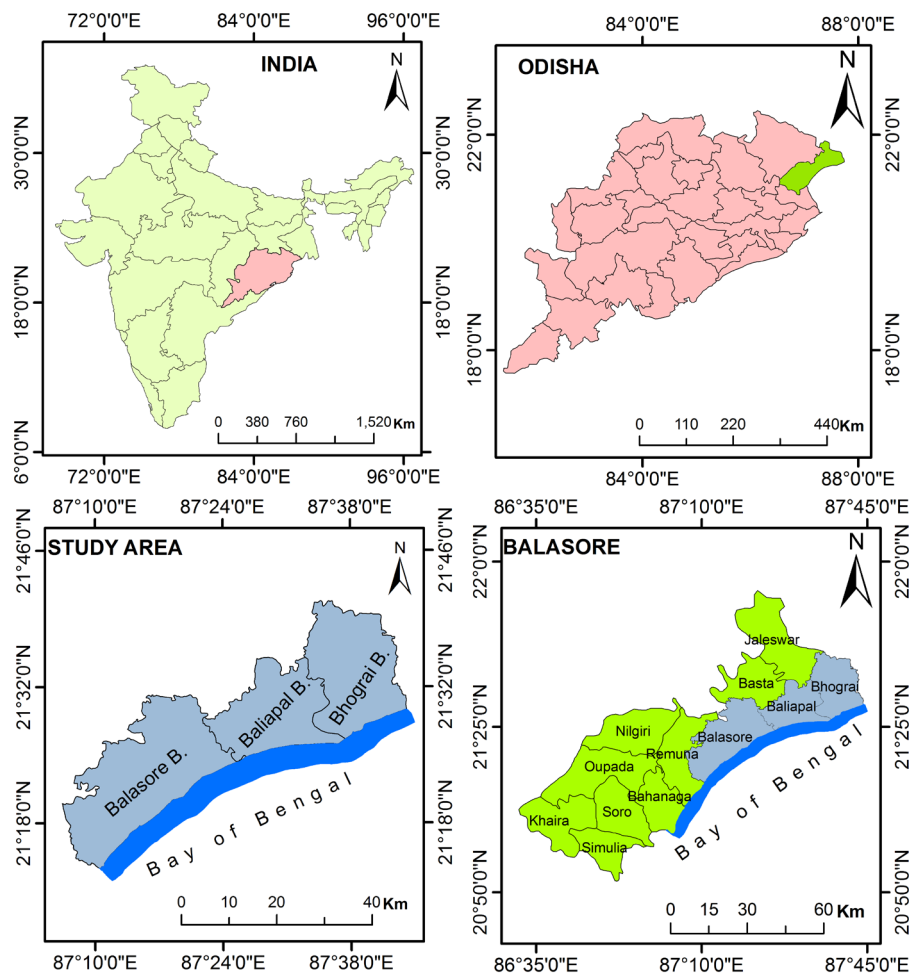 72°0'0"E 84°0'0"E 96°0'0"E
INDIA
N
30°0'0"N
18°0'0"N
6°0'0"N
30°0'0"N
18°0'0"N
6°0'0"N
0 380 760 1,520 Km
72°0'0"E 84°0'0"E 96°0'0"E
84°0'0"E 88°0'0"E
ODISHA
N
22°0'0"N
18°0'0"N
22°0'0"N
18°0'0"N
0 110 220 440 Km
84°0'0"E 88°0'0"E
87°10'0"E 87°24'0"E 87°38'0"E
STUDY AREA
N
21°46'0"N
21°32'0"N
21°18'0"N
21°46'0"N
21°32'0"N
21°18'0"N
Bhograi B.
Baliapal B.
Balasore B.
Bay of Bengal
0 10 20 40 Km
87°10'0"E 87°24'0"E 87°38'0"E
86°35'0"E 87°10'0"E 87°45'0"E
BALASORE
N
22°0'0"N
21°25'0"N
20°50'0"N
22°0'0"N
21°25'0"N
20°50'0"N
Jaleswar
Basta
Bhograi
Baliapal
Balasore
Nilgiri
Remuna
Oupada
Bahanaga
Soro
Khaira
Simulia
Bay of Bengal
0 15 30 60 Km
86°35'0"E 87°10'0"E 87°45'0"E